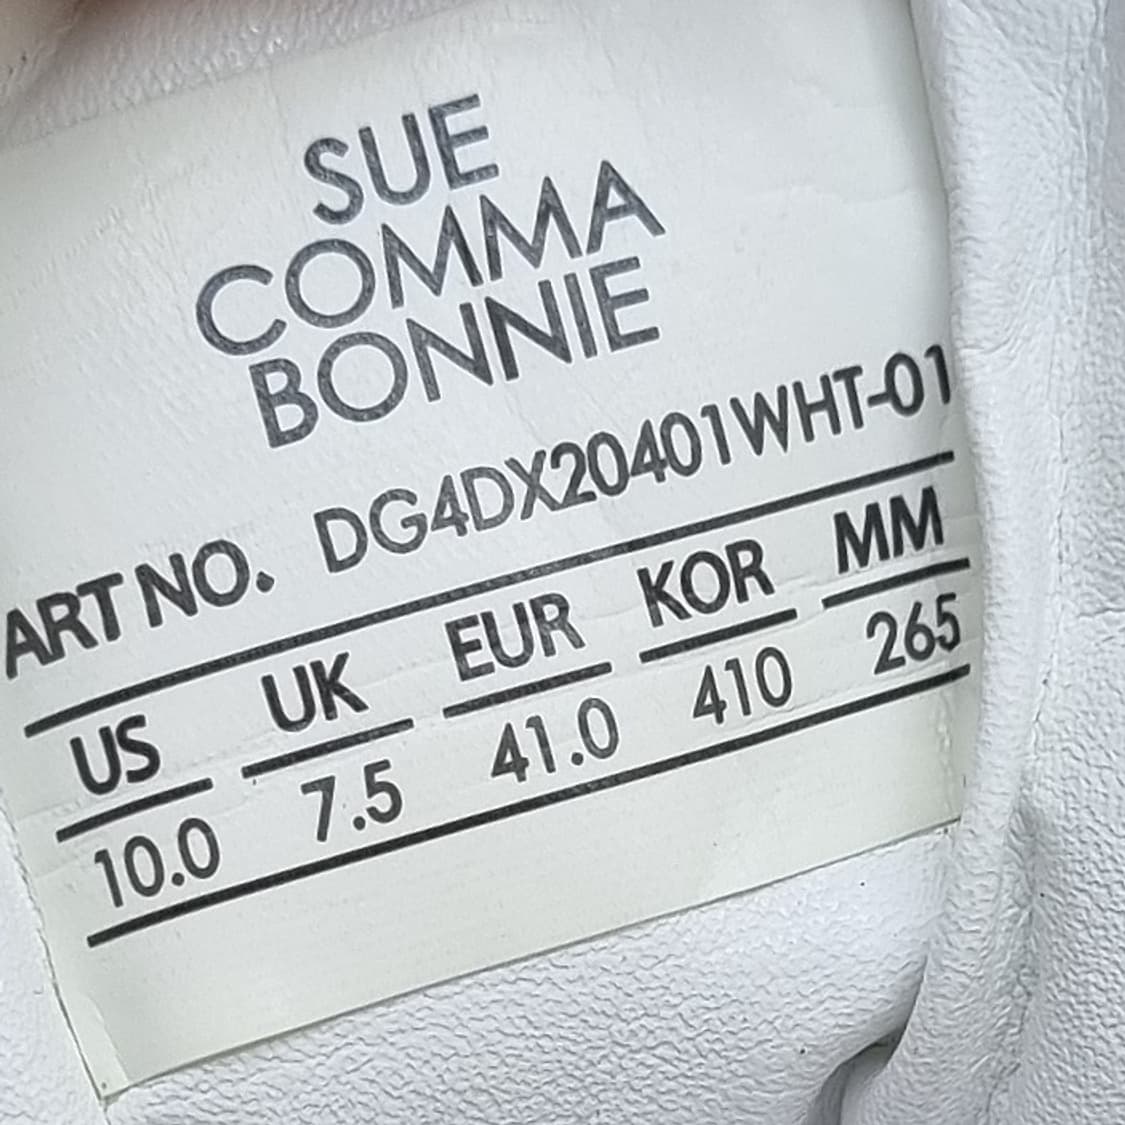 SUE
COMMA
BONNIE
ART NO. DG4DX20401WHT-01
US UK EUR KOR MM
10.0 7.5 41.0 410 265